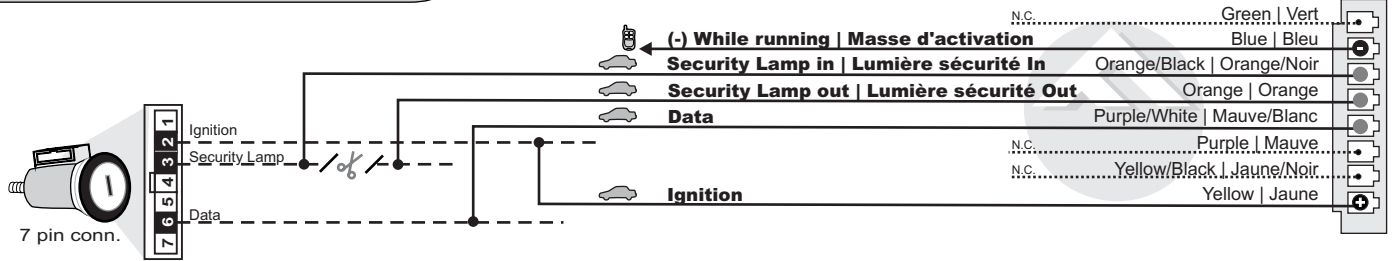 N.C. Green | Vert
(-) While running | Masse d'activation Blue | Bleu
Security Lamp in | Lumière sécurité In Orange/Black | Orange/Noir
Security Lamp out | Lumière sécurité Out Orange | Orange
Data Purple/White | Mauve/Blanc
N.C. Purple | Mauve
N.C. Yellow/Black | Jaune/Noir
Ignition Yellow | Jaune
1
2 Ignition
3 Security Lamp
4
5
6 Data
7
7 pin conn.